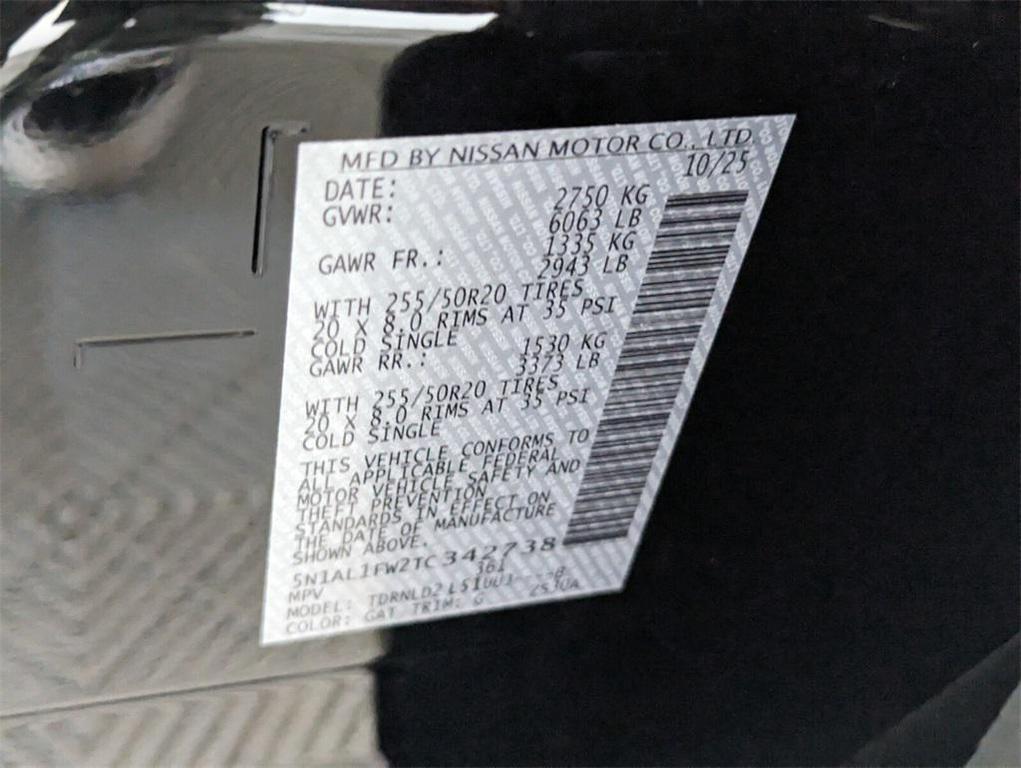 MFD BY NISSAN MOTOR CO., LTD.
DATE: 10/25
GVWR: 2750 KG
6063 LB
GAWR FR.: 1335 KG
2943 LB
WITH 255/50R20 TIRES
20 X 8.0 RIMS AT 35 PSI
COLD SINGLE
GAWR RR.: 1530 KG
3373 LB
WITH 255/50R20 TIRES
20 X 8.0 RIMS AT 35 PSI
COLD SINGLE
THIS VEHICLE CONFORMS TO
ALL APPLICABLE FEDERAL
MOTOR VEHICLE SAFETY AND
THEFT PREVENTION
STANDARDS IN EFFECT ON
THE DATE OF MANUFACTURE
SHOWN ABOVE.
5N1AL1FW2TC342738
MPV 361
MODEL:
COLOR: GAT TRIM: G